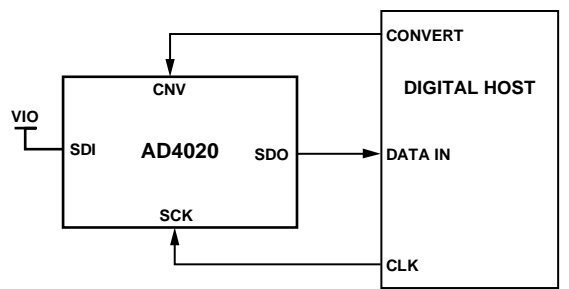 CONVERT
CNV
DIGITAL HOST
VIO
SDI
AD4020
SDO
DATA IN
SCK
CLK